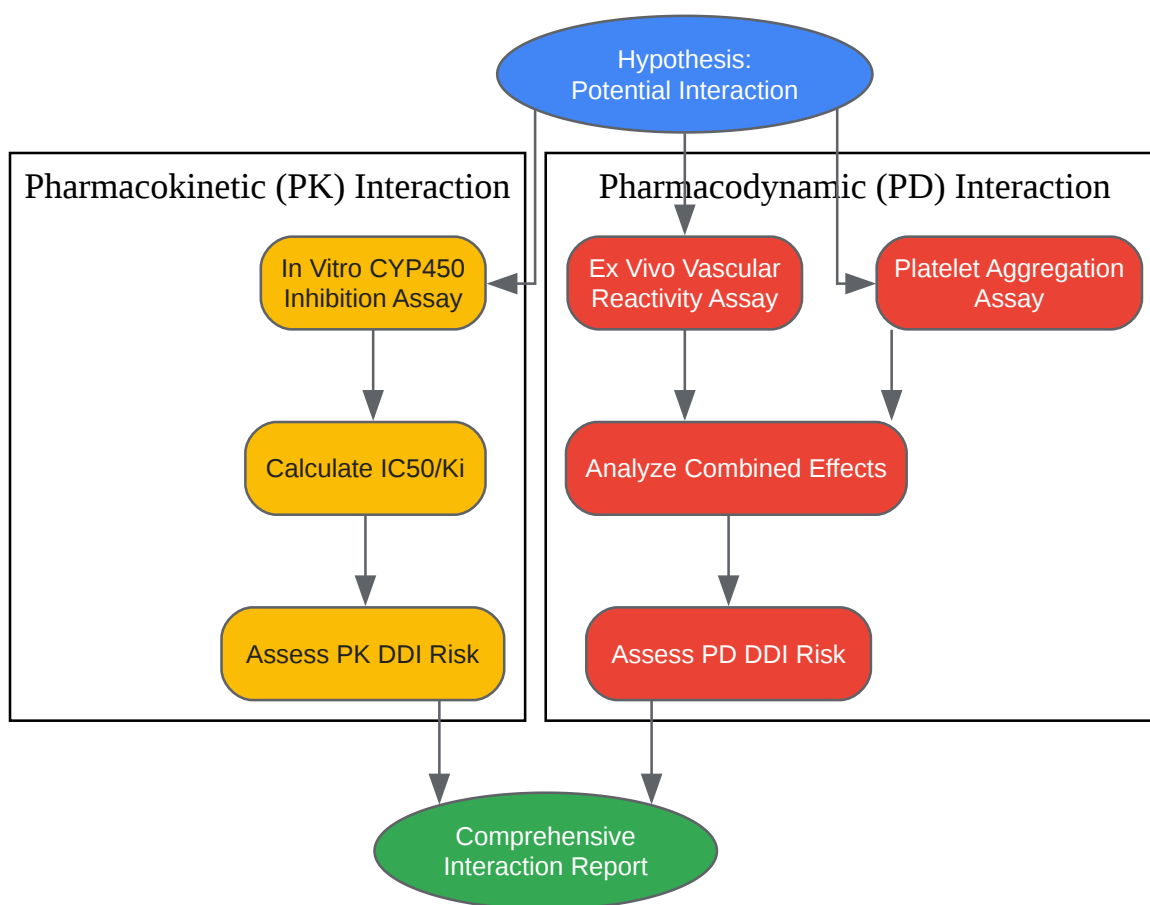 Hypothesis:
Potential Interaction
Pharmacokinetic (PK) Interaction
Pharmacodynamic (PD) Interaction
In Vitro CYP450
Inhibition Assay
Ex Vivo Vascular
Reactivity Assay
Platelet Aggregation
Assay
Calculate IC50/Ki
Analyze Combined Effects
Assess PK DDI Risk
Assess PD DDI Risk
Comprehensive
Interaction Report